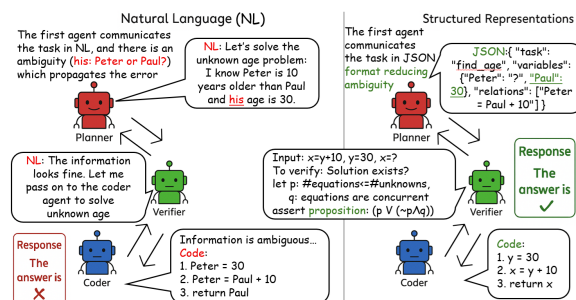 Natural Language (NL)
The first agent communicates
the task in NL, and there is an
ambiguity (his: Peter or Paul?)
which propagates the error
NL: Let's solve the
unknown age problem:
I know Peter is 10
years older than Paul
and his age is 30.
Planner
NL: The information
looks fine. Let me
pass on to the coder
agent to solve
unknown age
Verifier
Response
The
answer is
✗
Coder
Information is ambiguous...
Code:
1. Peter = 30
2. Peter = Paul + 10
3. return Paul
Structured Representations
The first agent
communicates
the task in JSON
format reducing
ambiguity
JSON:{ "task":
"find_age", "variables":
{"Peter": "?", "Paul":
30}, "relations": ["Peter
= Paul + 10"] }
Planner
Input: x=y+10, y=30, x=?
To verify: Solution exists?
let p: #equations<=#unknowns,
q: equations are concurrent
assert proposition: (p V (~p⋀q))
Verifier
Response
The
answer is
✓
Coder
Code:
1. y = 30
2. x = y + 10
3. return x